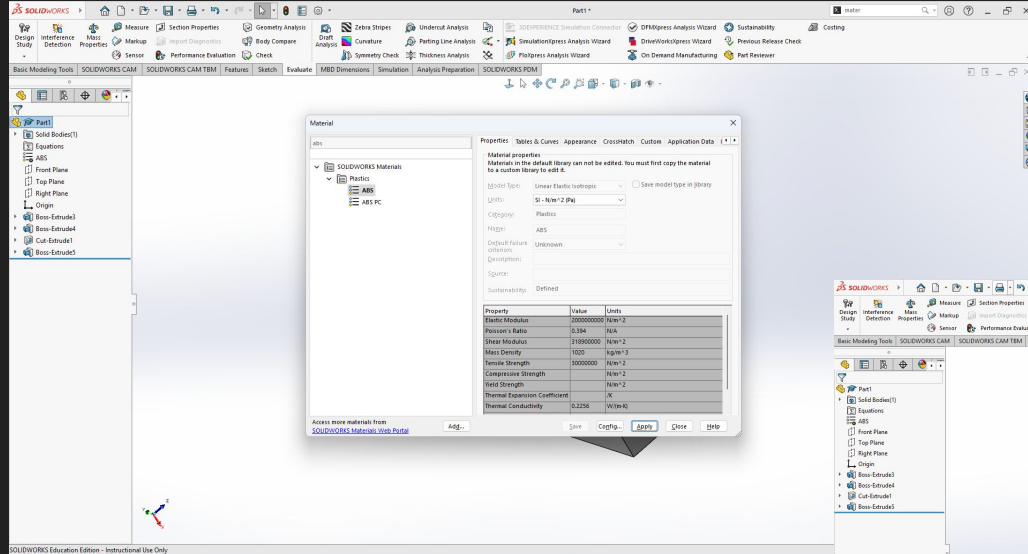 SOLIDWORKS
Part1 *
mater
Design Study
Interference Detection
Mass Properties
Measure
Markup
Sensor
Section Properties
Import Diagnostics
Performance Evaluation
Geometry Analysis
Body Compare
Check
Draft Analysis
Zebra Stripes
Curvature
Symmetry Check
Undercut Analysis
Parting Line Analysis
Thickness Analysis
3DEXPERIENCE Simulation Connector
SimulationXpress Analysis Wizard
FloXpress Analysis Wizard
DFMXpress Analysis Wizard
DriveWorksXpress Wizard
On Demand Manufacturing
Sustainability
Previous Release Check
Part Reviewer
Costing
Basic Modeling Tools
SOLIDWORKS CAM
SOLIDWORKS CAM TBM
Features
Sketch
Evaluate
MBD Dimensions
Simulation
Analysis Preparation
SOLIDWORKS PDM
Part1
Solid Bodies(1)
Equations
ABS
Front Plane
Top Plane
Right Plane
Origin
Boss-Extrude3
Boss-Extrude4
Cut-Extrude1
Boss-Extrude5
Material
abs
SOLIDWORKS Materials
Plastics
ABS
ABS PC
Properties
Tables & Curves
Appearance
CrossHatch
Custom
Application Data
Material properties
Materials in the default library can not be edited. You must first copy the material
to a custom library to edit it.
Model Type: Linear Elastic Isotropic
Save model type in library
Units: SI - N/m^2 (Pa)
Category: Plastics
Name: ABS
Default failure criterion: Unknown
Description:
Source:
Sustainability: Defined
Property Value Units
Elastic Modulus 2000000000 N/m^2
Poisson's Ratio 0.394 N/A
Shear Modulus 318900000 N/m^2
Mass Density 1020 kg/m^3
Tensile Strength 30000000 N/m^2
Compressive Strength N/m^2
Yield Strength N/m^2
Thermal Expansion Coefficient /K
Thermal Conductivity 0.2256 W/(m·K)
Access more materials from
SOLIDWORKS Materials Web Portal
Add...
Save
Config...
Apply
Close
Help
SOLIDWORKS
Design Study
Interference Detection
Mass Properties
Measure
Markup
Sensor
Section Properties
Import Diagnostics
Basic Modeling Tools
SOLIDWORKS CAM
SOLIDWORKS CAM TBM
Part1
Solid Bodies(1)
Equations
ABS
Front Plane
Top Plane
Right Plane
Origin
Boss-Extrude3
Boss-Extrude4
Cut-Extrude1
Boss-Extrude5
SOLIDWORKS Education Edition - Instructional Use Only